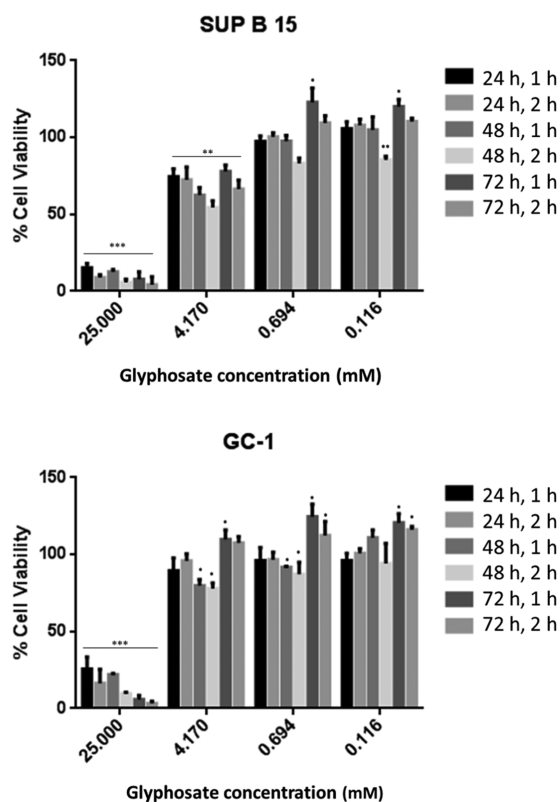 SUP B 15
% Cell Viability
150
100
50
0
***
**
*
*
**
25.000
4.170
0.694
0.116
Glyphosate concentration (mM)
24 h, 1 h
24 h, 2 h
48 h, 1 h
48 h, 2 h
72 h, 1 h
72 h, 2 h
GC-1
% Cell Viability
150
100
50
0
***
*
*
*
*
*
*
*
*
*
25.000
4.170
0.694
0.116
Glyphosate concentration (mM)
24 h, 1 h
24 h, 2 h
48 h, 1 h
48 h, 2 h
72 h, 1 h
72 h, 2 h